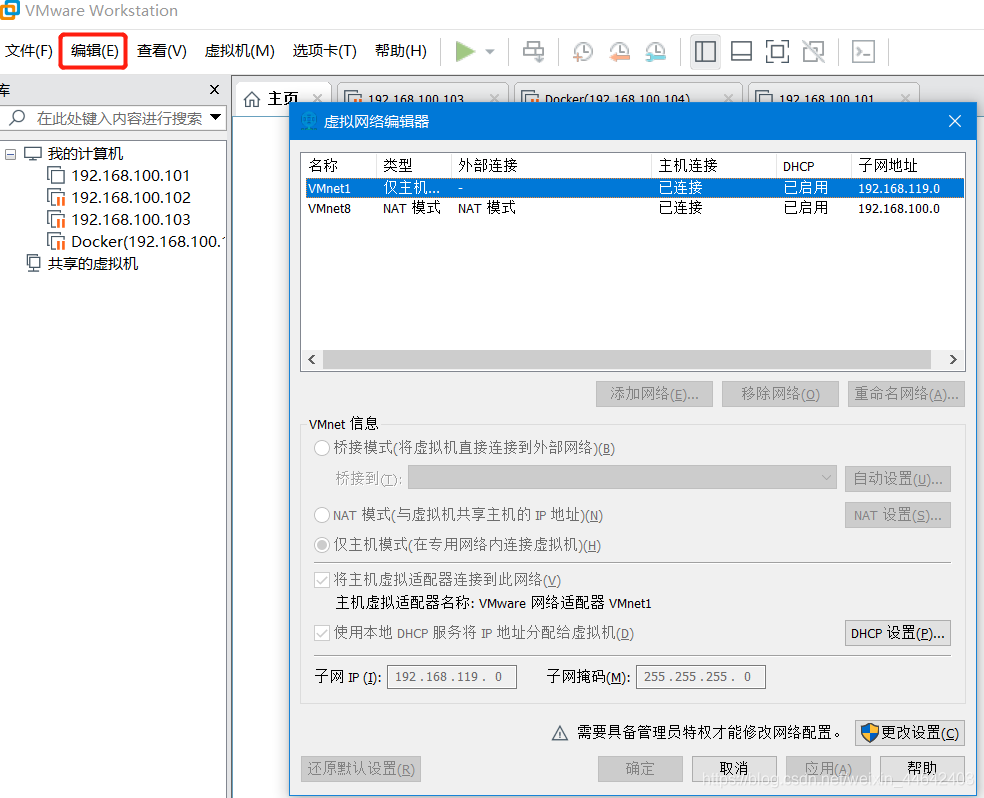 VMware Workstation
文件(F) 编辑(E) 查看(V) 虚拟机(M) 选项卡(T) 帮助(H)
库
在此处键入内容进行搜索
主页 192.168.100.103 Docker(192.168.100.104) 192.168.100.101
我的计算机
192.168.100.101
192.168.100.102
192.168.100.103
Docker(192.168.100.1
共享的虚拟机
虚拟网络编辑器
名称 类型 外部连接 主机连接 DHCP 子网地址
VMnet1 仅主机... - 已连接 已启用 192.168.119.0
VMnet8 NAT 模式 NAT 模式 已连接 已启用 192.168.100.0
添加网络(E)... 移除网络(O) 重命名网络(A)...
VMnet 信息
桥接模式(将虚拟机直接连接到外部网络)(B)
桥接到(T): 自动设置(U)...
NAT 模式(与虚拟机共享主机的 IP 地址)(N) NAT 设置(S)...
仅主机模式(在专用网络内连接虚拟机)(H)
将主机虚拟适配器连接到此网络(V)
主机虚拟适配器名称: VMware 网络适配器 VMnet1
使用本地 DHCP 服务将 IP 地址分配给虚拟机(D) DHCP 设置(P)...
子网 IP (I): 192.168.119. 0 子网掩码(M): 255.255.255. 0
需要具备管理员特权才能修改网络配置。 更改设置(C)
还原默认设置(R) 确定 取消 应用(A) 帮助
https://blog.csdn.net/weixin_44642403